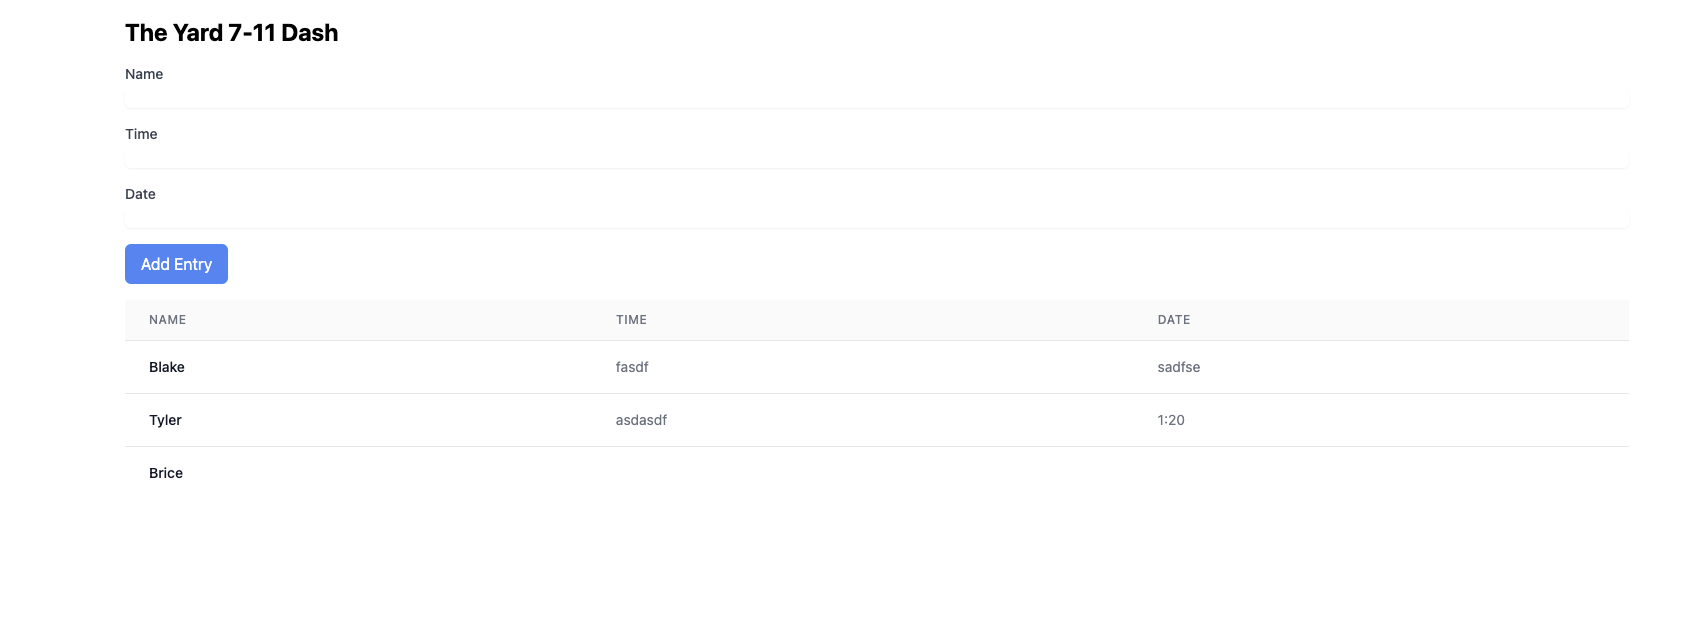 The Yard 7-11 Dash
Name
Time
Date
Add Entry
NAME TIME DATE
Blake fasdf sadfse
Tyler asdasdf 1:20
Brice